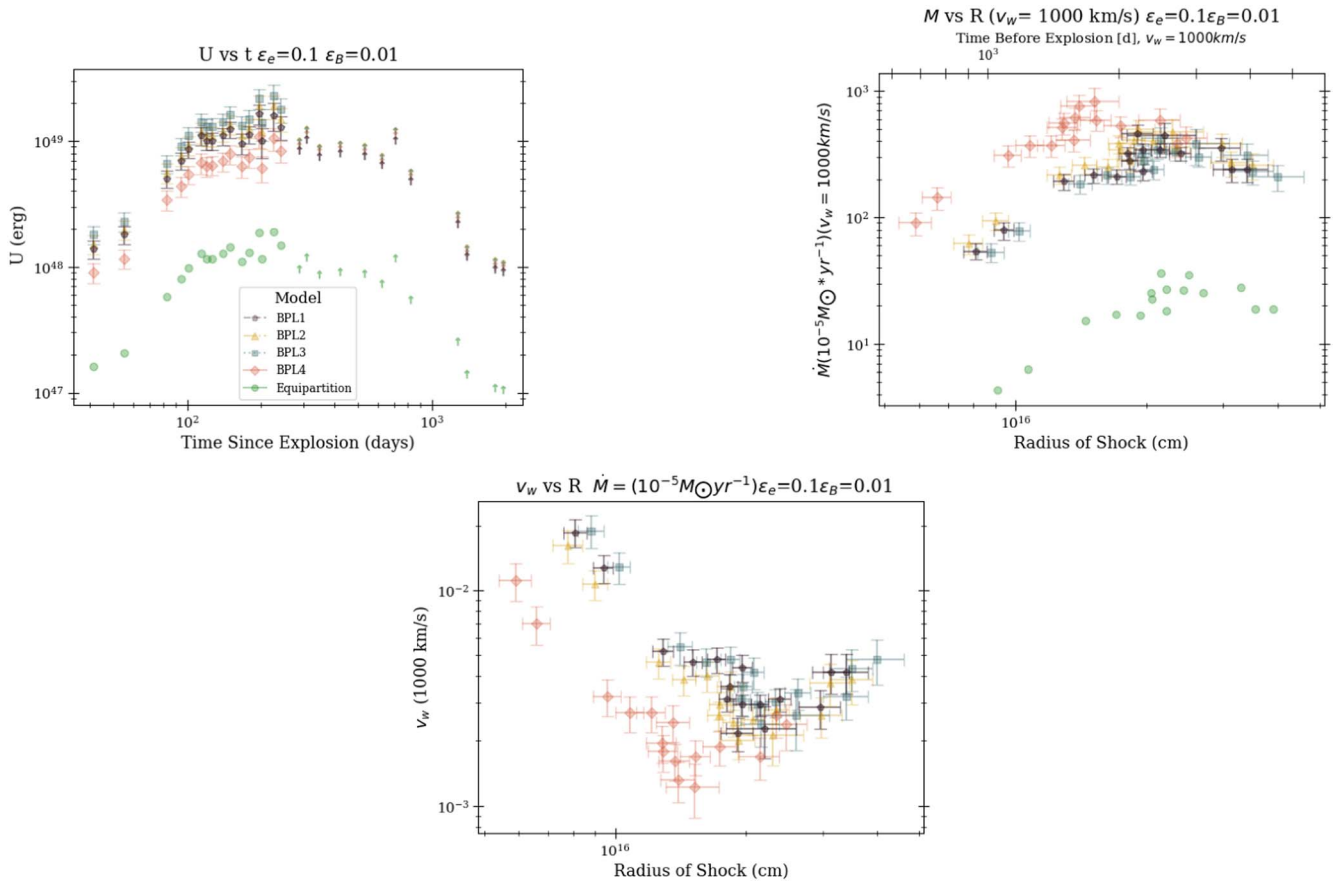 U vs t ε_e=0.1 ε_B=0.01
U (erg)
10^49
10^48
10^47
Model
BPL1
BPL2
BPL3
BPL4
Equipartition
10^2
10^3
Time Since Explosion (days)
M vs R (v_w= 1000 km/s) ε_e=0.1ε_B=0.01
Time Before Explosion [d], v_w = 1000km/s
10^3
Ṁ(10^−5M⨀*yr^−1)(v_w = 1000km/s)
10^3
10^2
10^1
10^16
Radius of Shock (cm)
v_w vs R Ṁ = (10^−5M⨀yr^−1)ε_e=0.1ε_B=0.01
v_w (1000 km/s)
10^−2
10^−3
10^16
Radius of Shock (cm)